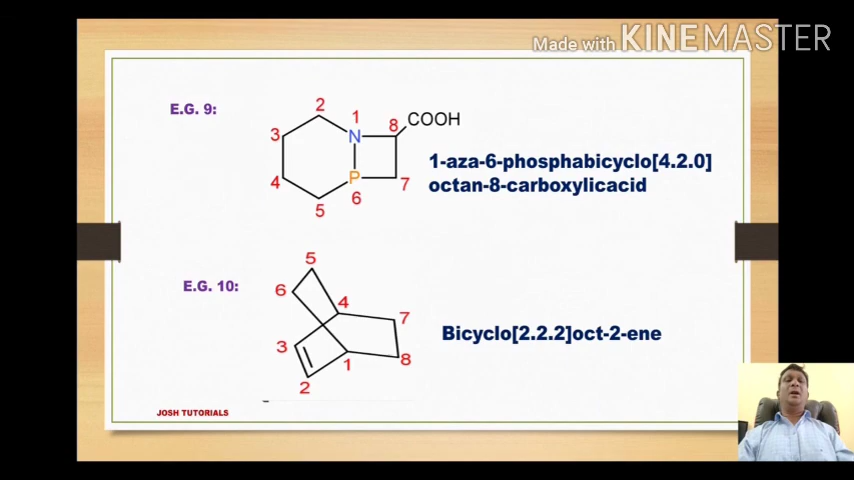 Made with KINEMASTER
E.G. 9:
2
1
3
N
8
COOH
4
P
7
6
5
1-aza-6-phosphabicyclo[4.2.0]
octan-8-carboxylicacid
E.G. 10:
5
6
4
7
3
1
8
2
Bicyclo[2.2.2]oct-2-ene
JOSH TUTORIALS